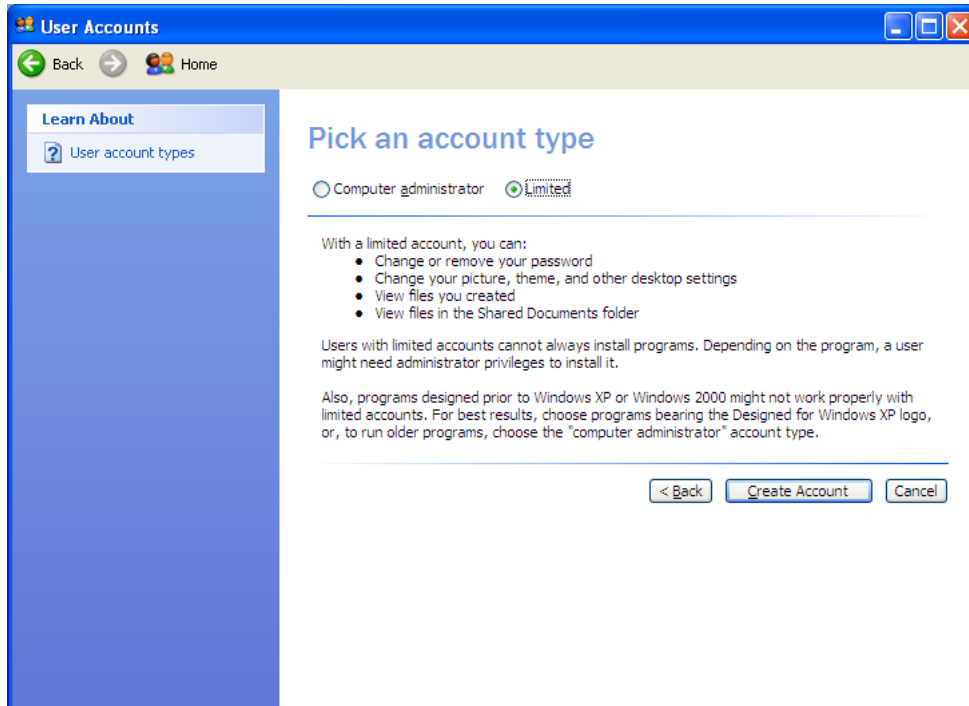 User Accounts
Back Home
Learn About
User account types
Pick an account type
Computer administrator Limited
With a limited account, you can:
• Change or remove your password
• Change your picture, theme, and other desktop settings
• View files you created
• View files in the Shared Documents folder
Users with limited accounts cannot always install programs. Depending on the program, a user
might need administrator privileges to install it.
Also, programs designed prior to Windows XP or Windows 2000 might not work properly with
limited accounts. For best results, choose programs bearing the Designed for Windows XP logo,
or, to run older programs, choose the "computer administrator" account type.
< Back Create Account Cancel